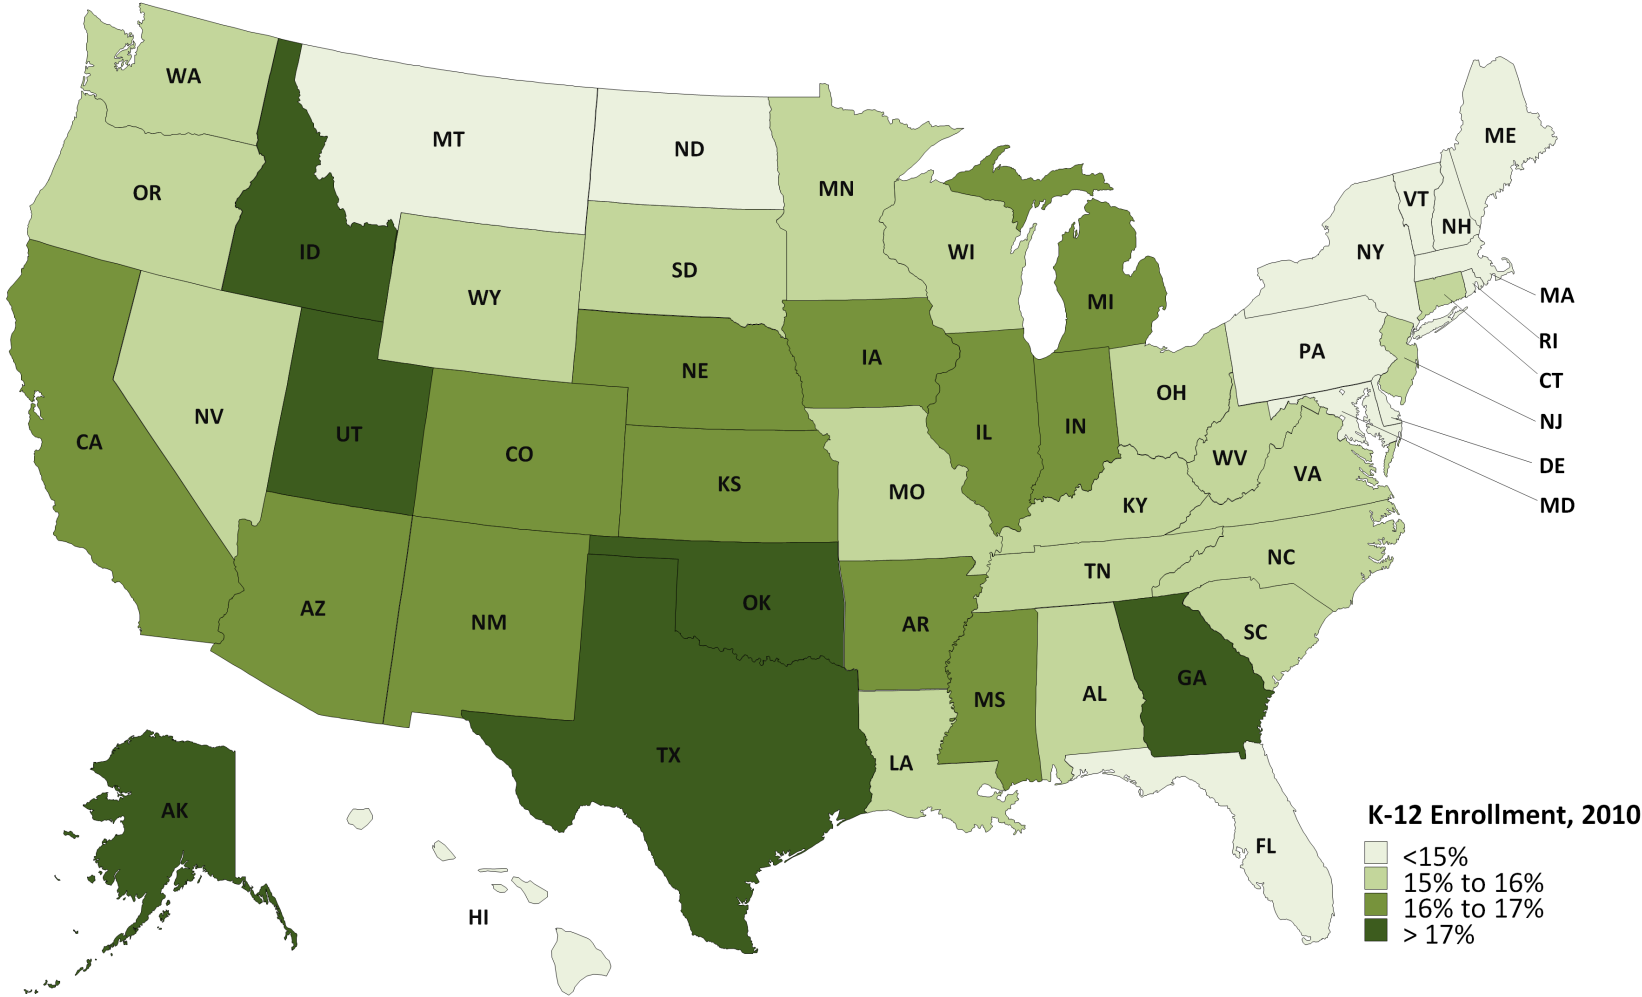 WA
MT
ND
ME
OR
MN
VT
NH
ID
WI
NY
SD
WY
MI
MA
RI
PA
IA
NE
CT
OH
NV
NJ
UT
IL
IN
CA
CO
WV
DE
VA
KS
MO
KY
MD
NC
TN
OK
AZ
NM
AR
SC
GA
AL
MS
TX
LA
AK
FL
HI
K-12 Enrollment, 2010
<15%
15% to 16%
16% to 17%
> 17%